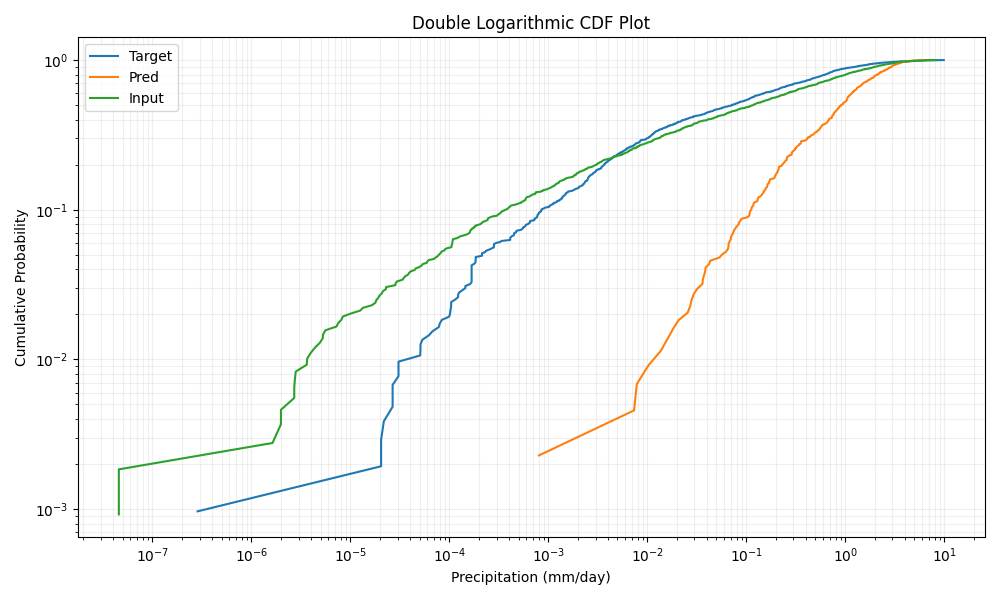 Double Logarithmic CDF Plot
Target
Pred
Input
Cumulative Probability
10⁰
10⁻¹
10⁻²
10⁻³
10⁻⁷ 10⁻⁶ 10⁻⁵ 10⁻⁴ 10⁻³ 10⁻² 10⁻¹ 10⁰ 10¹
Precipitation (mm/day)